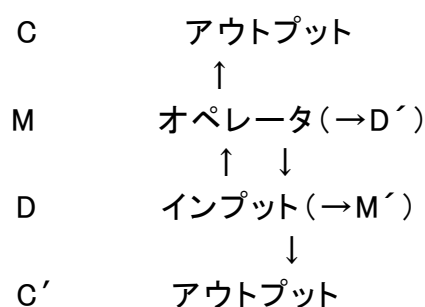 C アウトプット
↑
M オペレータ(→D´)
↑ ↓
D インプット(→M´)
↓
C′ アウトプット